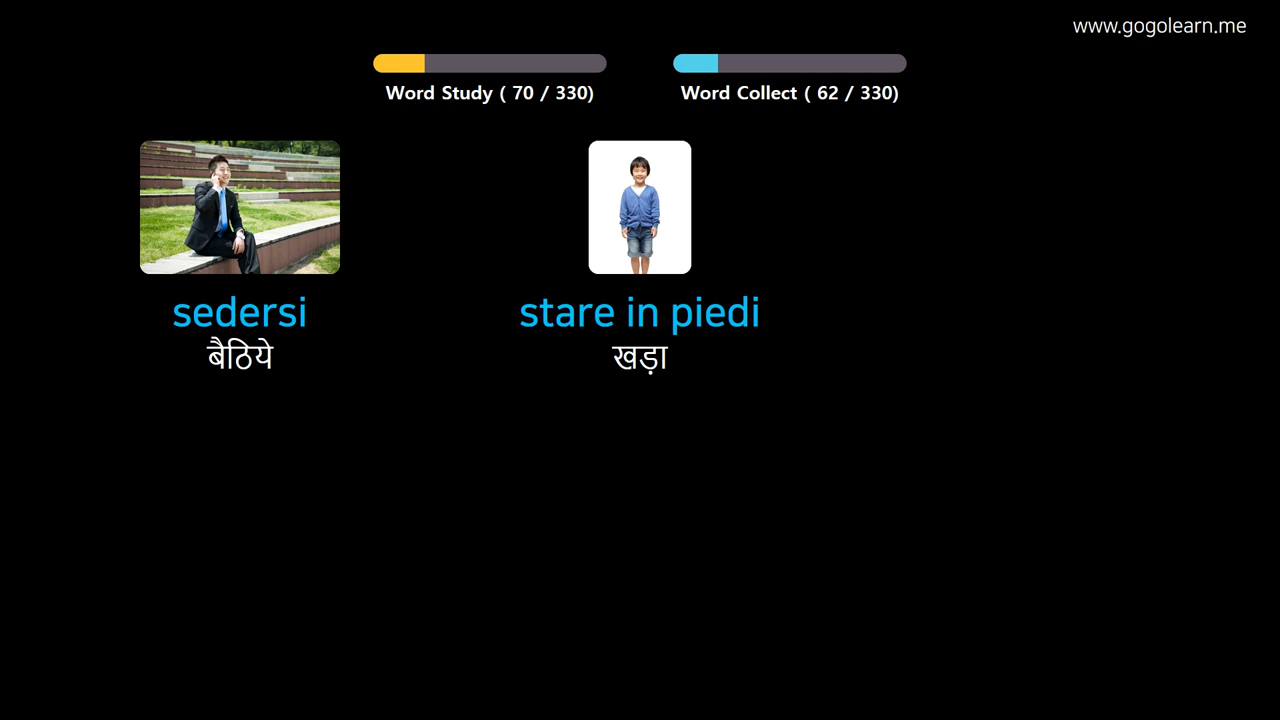 www.gogolearn.me
Word Study ( 70 / 330)
Word Collect ( 62 / 330)
sedersi
बैठिये
stare in piedi
खड़ा